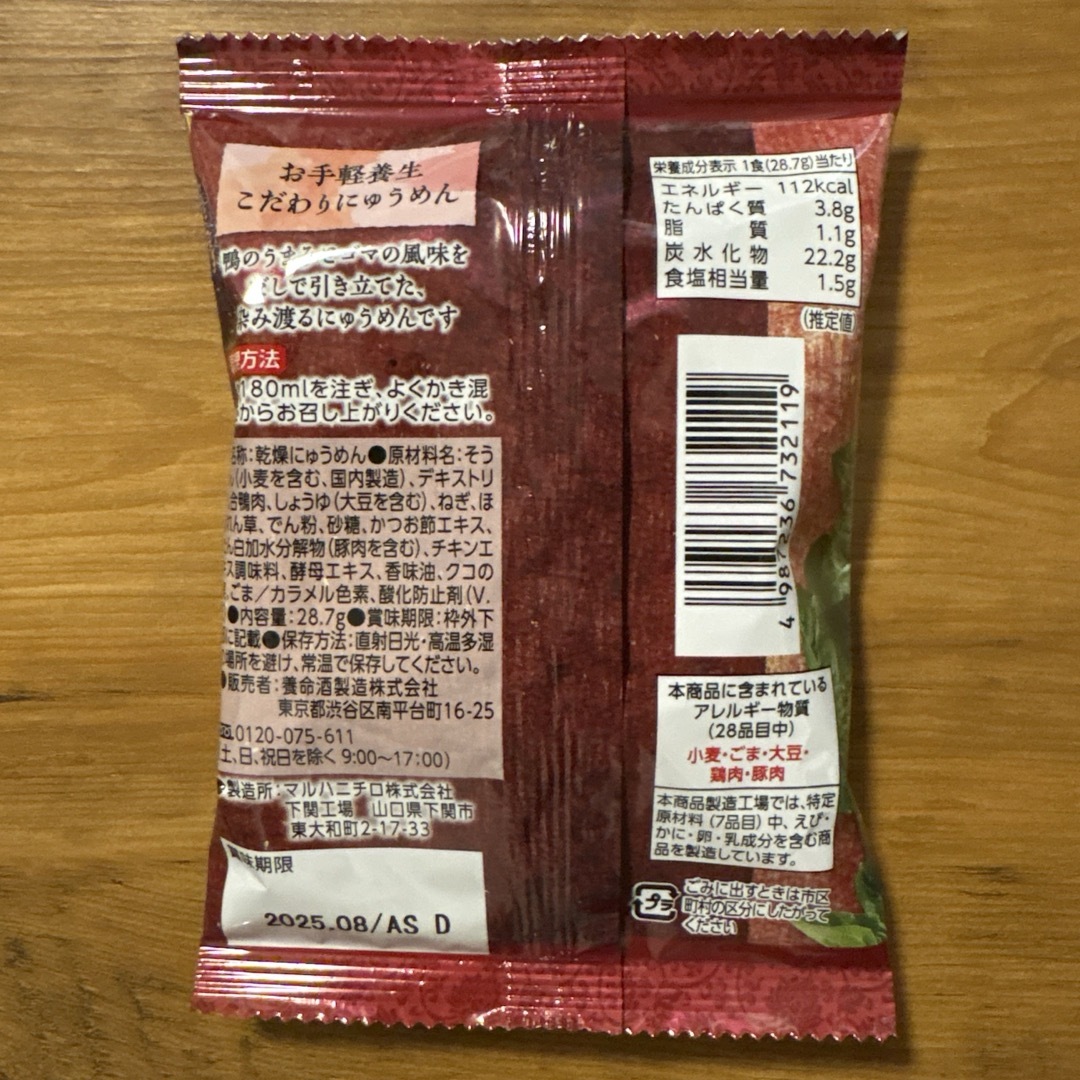 お手軽養生
こだわりにゅうめん
鴨のうまみとゴマの風味を
だしで引き立てた、
染み渡るにゅうめんです
方法
180mlを注ぎ、よくかき混
からお召し上がりください。
名称:乾燥にゅうめん●原材料名:そう
(小麦を含む、国内製造)、デキストリ
合鴨肉、しょうゆ(大豆を含む)、ねぎ、ほ
れん草、でん粉、砂糖、かつお節エキス、
ん白加水分解物(豚肉を含む)、チキンエ
ス調味料、酵母エキス、香味油、クコの
、ごま/カラメル色素、酸化防止剤(V.
●内容量:28.7g●賞味期限:枠外下
に記載●保存方法:直射日光・高温多湿
場所を避け、常温で保存してください。
●販売者:養命酒製造株式会社
東京都渋谷区南平台町16-25
0120-075-611
土、日、祝日を除く 9:00〜17:00)
製造所:マルハニチロ株式会社
下関工場 山口県下関市
東大和町2-17-33
賞味期限
2025.08/AS D
栄養成分表示 1食(28.7g)当たり
エネルギー 112kcal
たんぱく質 3.8g
脂質 1.1g
炭水化物 22.2g
食塩相当量 1.5g
(推定値)
4 987236 732119
本商品に含まれている
アレルギー物質
(28品目中)
小麦・ごま・大豆・
鶏肉・豚肉
本商品製造工場では、特定
原材料(7品目)中、えび・
かに・卵・乳成分を含む商
品を製造しています。
プラ
ごみに出すときは市区
町村の区分にしたがって
ください